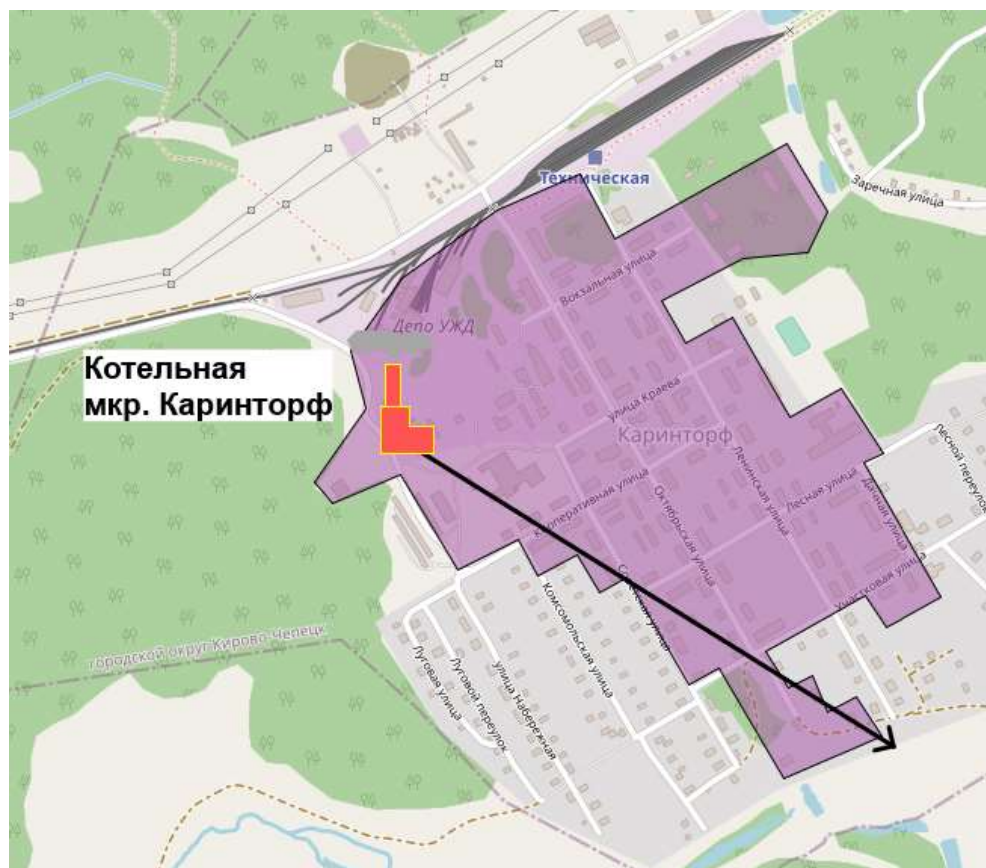 Техническая
Заречная улица
Вокзальная улица
Депо УЖД
Котельная
мкр. Каринторф
улица Краева
Каринторф
Лесной переулок
Ленинская улица
Лесная улица
Дачная улица
Кооперативная улица
Октябрьская улица
Участковая улица
Советская улица
Комсомольская улица
городской округ Кирово-Чепецк
Луговая улица
Луговой переулок
улица Набережная